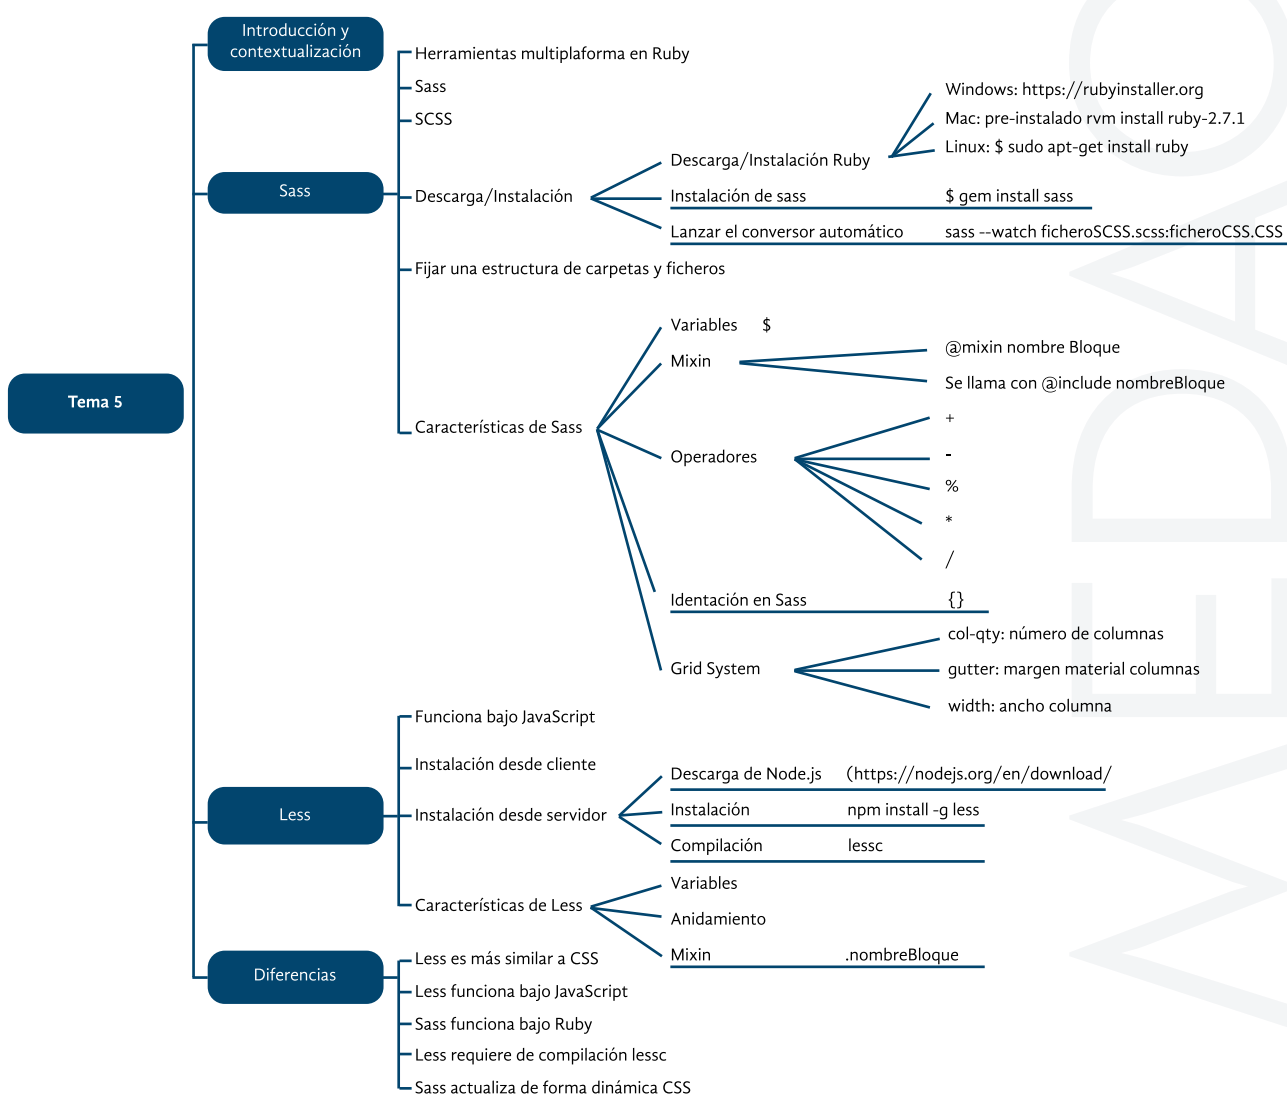 Introducción y
contextualización
Herramientas multiplataforma en Ruby
Sass
SCSS
Windows: https://rubyinstaller.org
Mac: pre-instalado rvm install ruby-2.7.1
Linux: $ sudo apt-get install ruby
Descarga/Instalación Ruby
Sass
Descarga/Instalación
Instalación de sass $ gem install sass
Lanzar el conversor automático sass --watch ficheroSCSS.scss:ficheroCSS.CSS
Fijar una estructura de carpetas y ficheros
Variables $
Mixin
@mixin nombre Bloque
Se llama con @include nombreBloque
Tema 5
Características de Sass
Operadores
+
-
%
*
/
Identación en Sass {}
Grid System
col-qty: número de columnas
gutter: margen material columnas
width: ancho columna
Funciona bajo JavaScript
Instalación desde cliente
Less
Instalación desde servidor
Descarga de Node.js (https://nodejs.org/en/download/
Instalación npm install -g less
Compilación lessc
Características de Less
Variables
Anidamiento
Mixin .nombreBloque
Diferencias
Less es más similar a CSS
Less funciona bajo JavaScript
Sass funciona bajo Ruby
Less requiere de compilación lessc
Sass actualiza de forma dinámica CSS
MEDAC